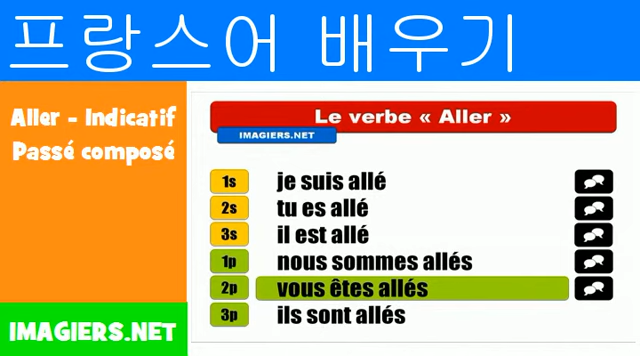 프랑스어 배우기
Aller - Indicatif
Passé composé
IMAGIERS.NET
Le verbe « Aller »
IMAGIERS.NET
1s je suis allé
2s tu es allé
3s il est allé
1p nous sommes allés
2p vous êtes allés
3p ils sont allés